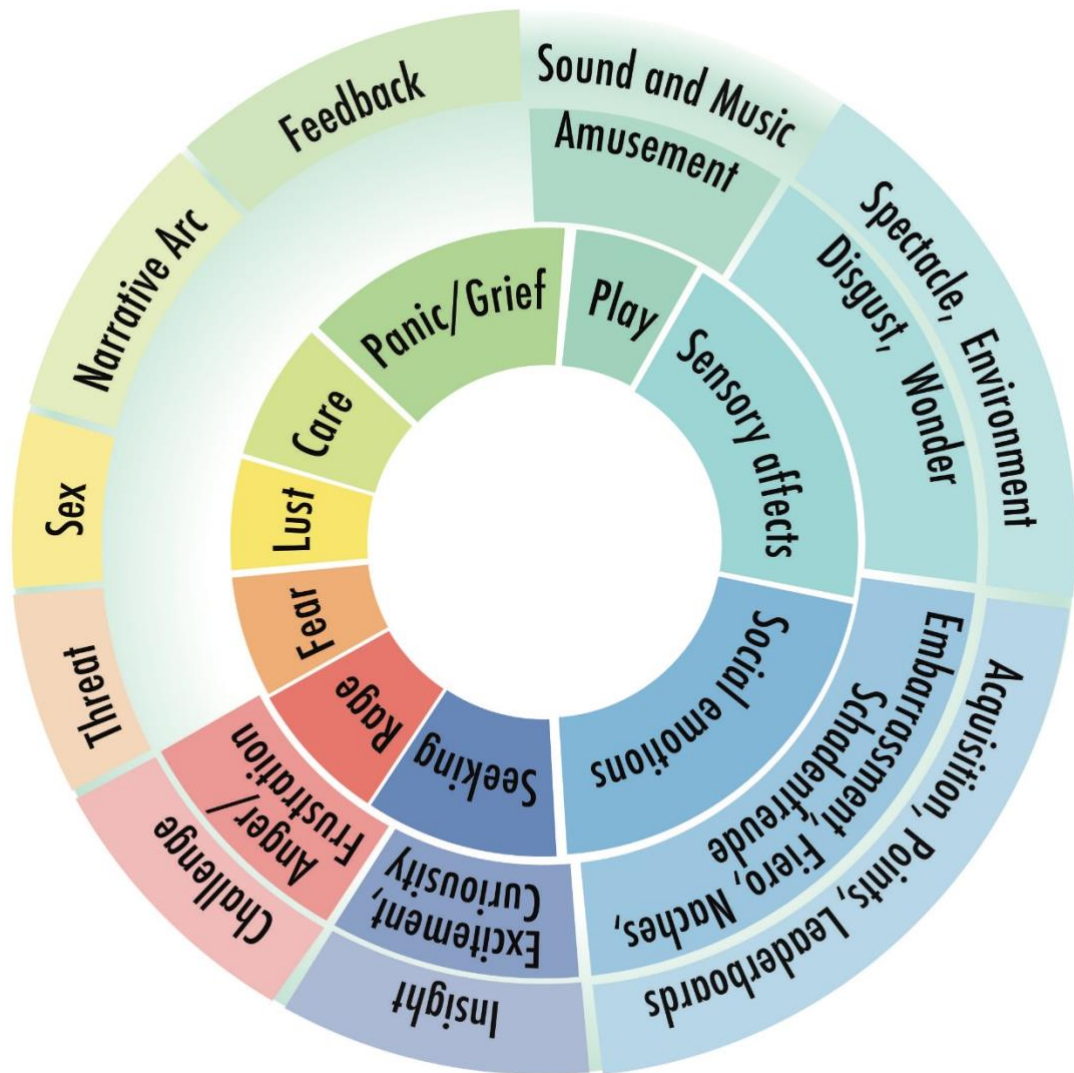 Sound and Music
Amusement
Play
Spectacle, Environment
Disgust, Wonder
Sensory affects
Acquisition, Points, Leaderboards
Embarrassment, Fiero, Naches,
Schadenfreude
Social emotions
Insight
Excitement,
Curiousity
Seeking
Challenge
Anger/
Frustration
Rage
Threat
Fear
Sex
Lust
Narrative Arc
Care
Feedback
Panic/Grief